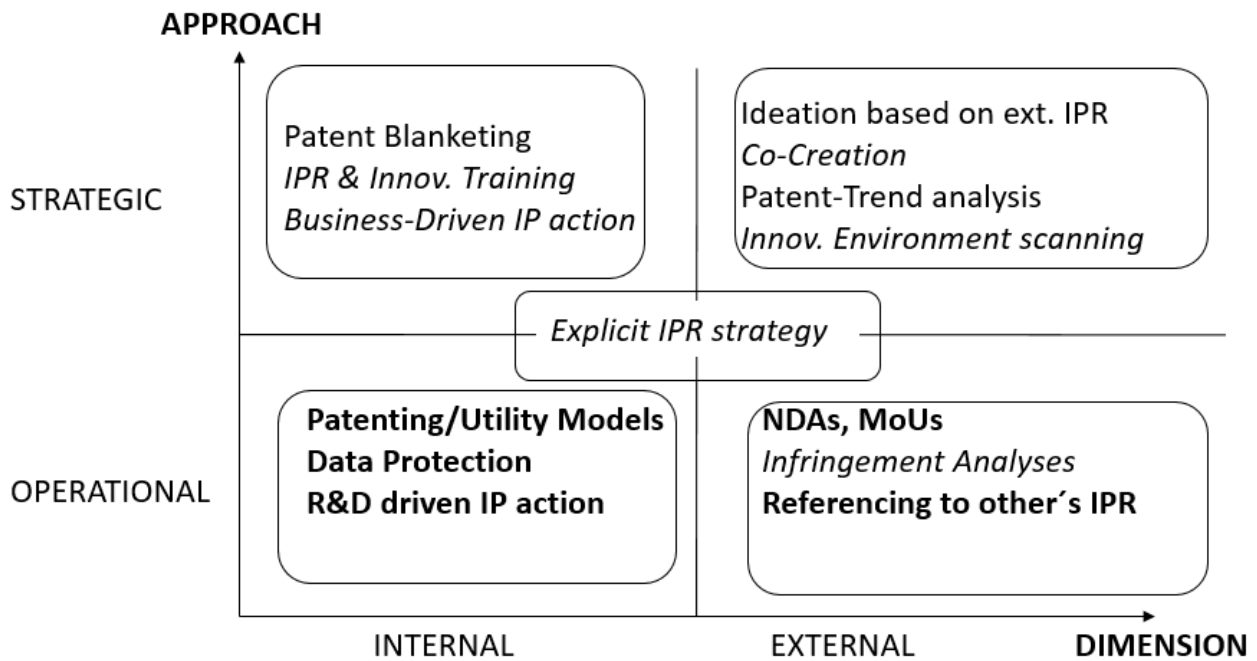 APPROACH
Patent Blanketing
IPR & Innov. Training
Business-Driven IP action
Ideation based on ext. IPR
Co-Creation
Patent-Trend analysis
Innov. Environment scanning
STRATEGIC
Explicit IPR strategy
Patenting/Utility Models
Data Protection
R&D driven IP action
NDAs, MoUs
Infringement Analyses
Referencing to other´s IPR
OPERATIONAL
INTERNAL
EXTERNAL
DIMENSION